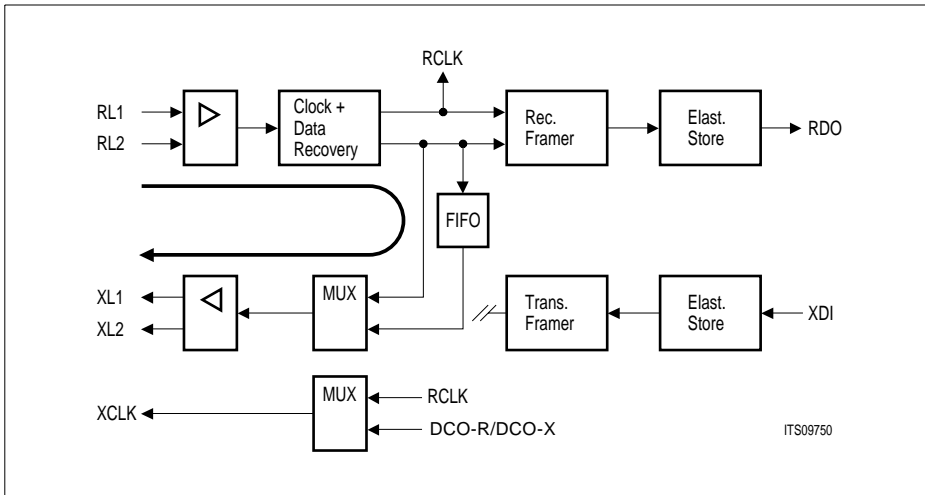 RCLK
RL1
RL2
Clock +
Data
Recovery
Rec.
Framer
Elast.
Store
RDO
FIFO
XL1
XL2
MUX
Trans.
Framer
Elast.
Store
XDI
MUX
XCLK
RCLK
DCO-R/DCO-X
ITS09750